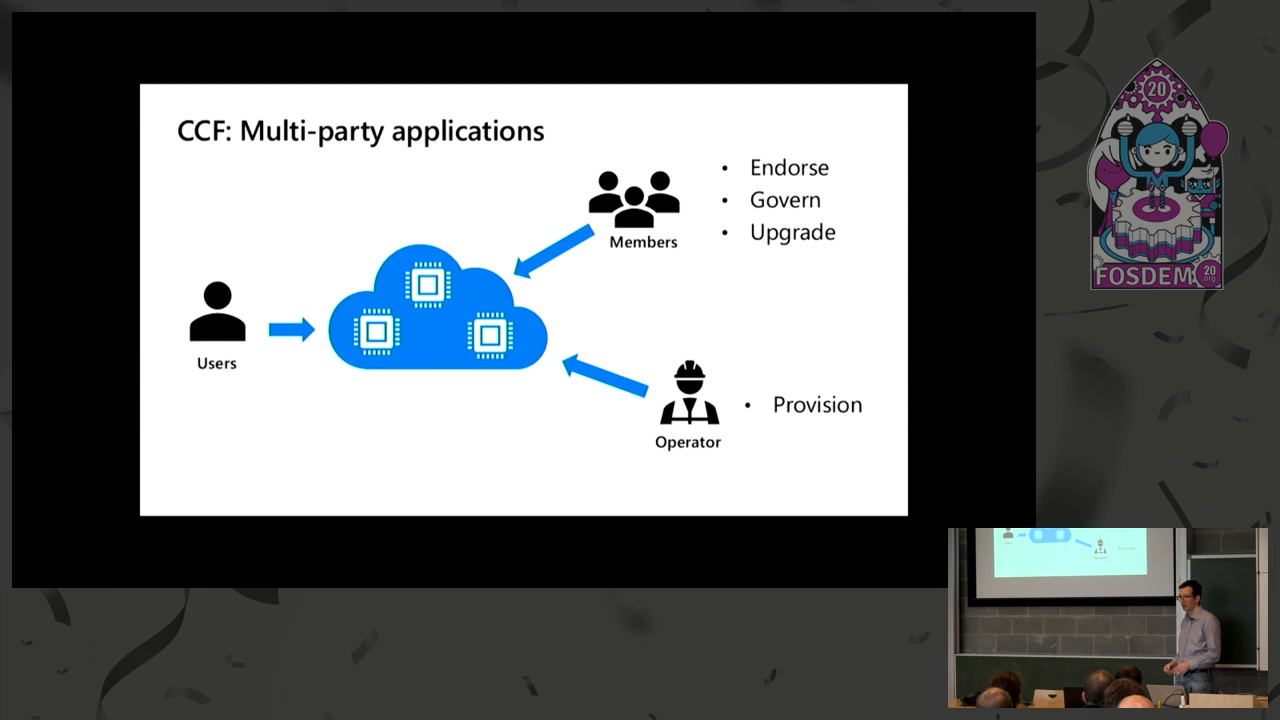 CCF: Multi-party applications
• Endorse
• Govern
• Upgrade
Members
Users
• Provision
Operator
20
FOSDEM
20
org